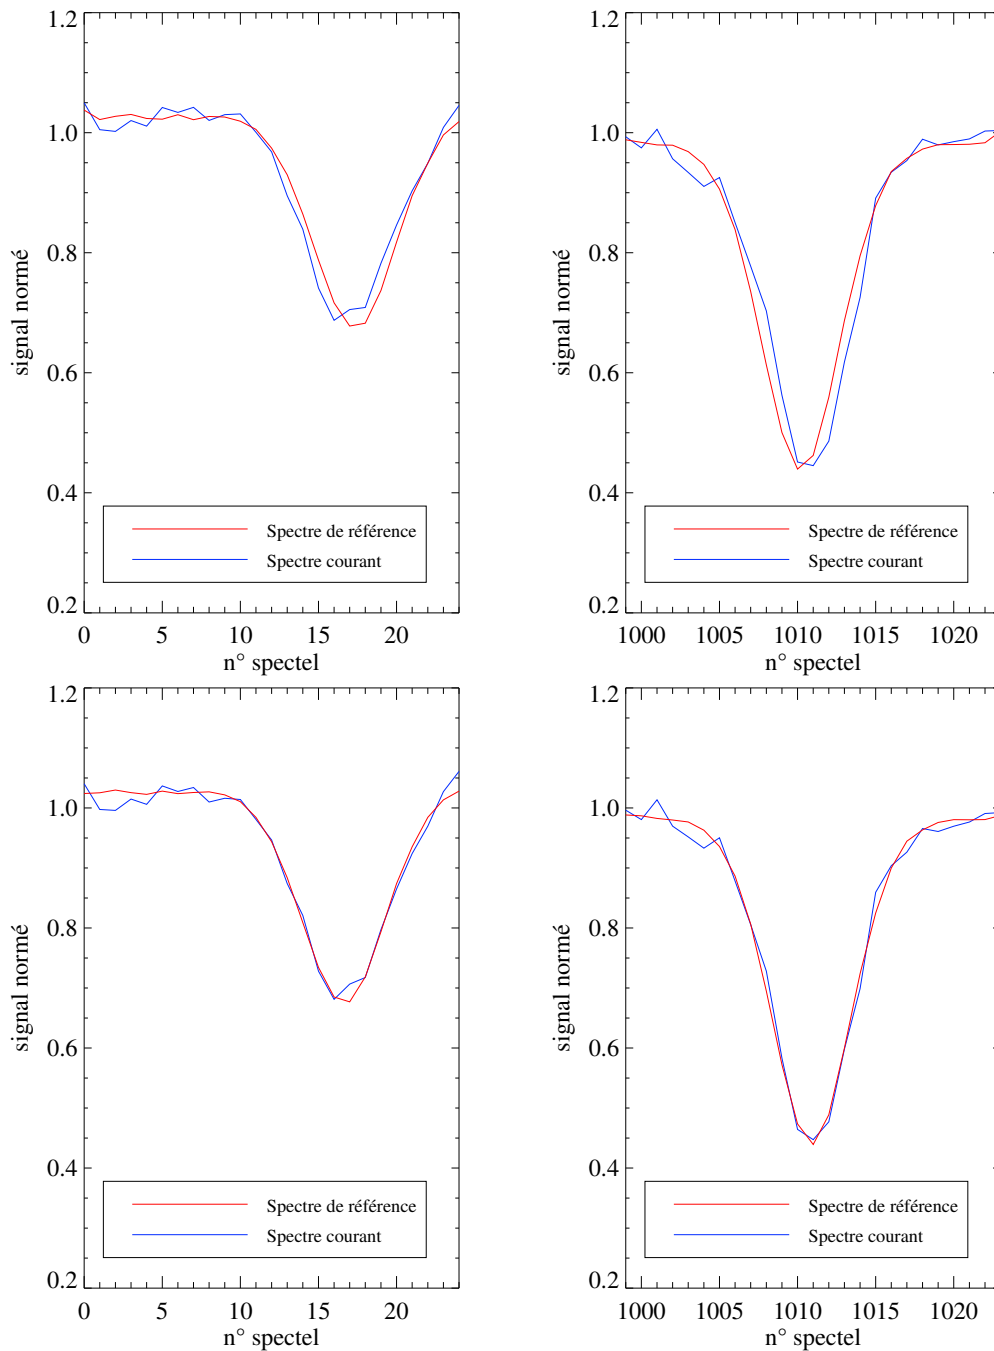 1.2
1.0
0.8
0.6
0.4
0.2
signal normé
Spectre de référence
Spectre courant
0 5 10 15 20
n° spectel
1.2
1.0
0.8
0.6
0.4
0.2
signal normé
Spectre de référence
Spectre courant
1000 1005 1010 1015 1020
n° spectel
1.2
1.0
0.8
0.6
0.4
0.2
signal normé
Spectre de référence
Spectre courant
0 5 10 15 20
n° spectel
1.2
1.0
0.8
0.6
0.4
0.2
signal normé
Spectre de référence
Spectre courant
1000 1005 1010 1015 1020
n° spectel